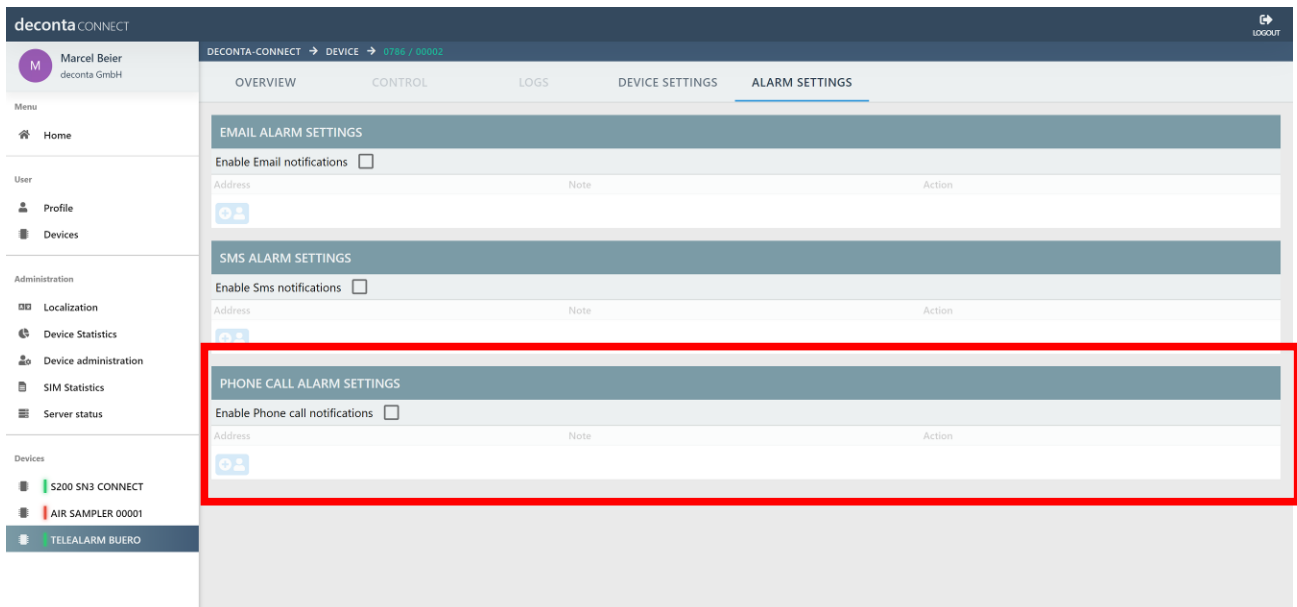 deconta CONNECT
LOGOUT
M
Marcel Beier
deconta GmbH
Menu
Home
User
Profile
Devices
Administration
Localization
Device Statistics
Device administration
SIM Statistics
Server status
Devices
S200 SN3 CONNECT
AIR SAMPLER 00001
TELEALARM BUERO
DECONTA-CONNECT → DEVICE → 0786 / 00002
OVERVIEW CONTROL LOGS DEVICE SETTINGS ALARM SETTINGS
EMAIL ALARM SETTINGS
Enable Email notifications
Address Note Action
SMS ALARM SETTINGS
Enable Sms notifications
Address Note Action
PHONE CALL ALARM SETTINGS
Enable Phone call notifications
Address Note Action